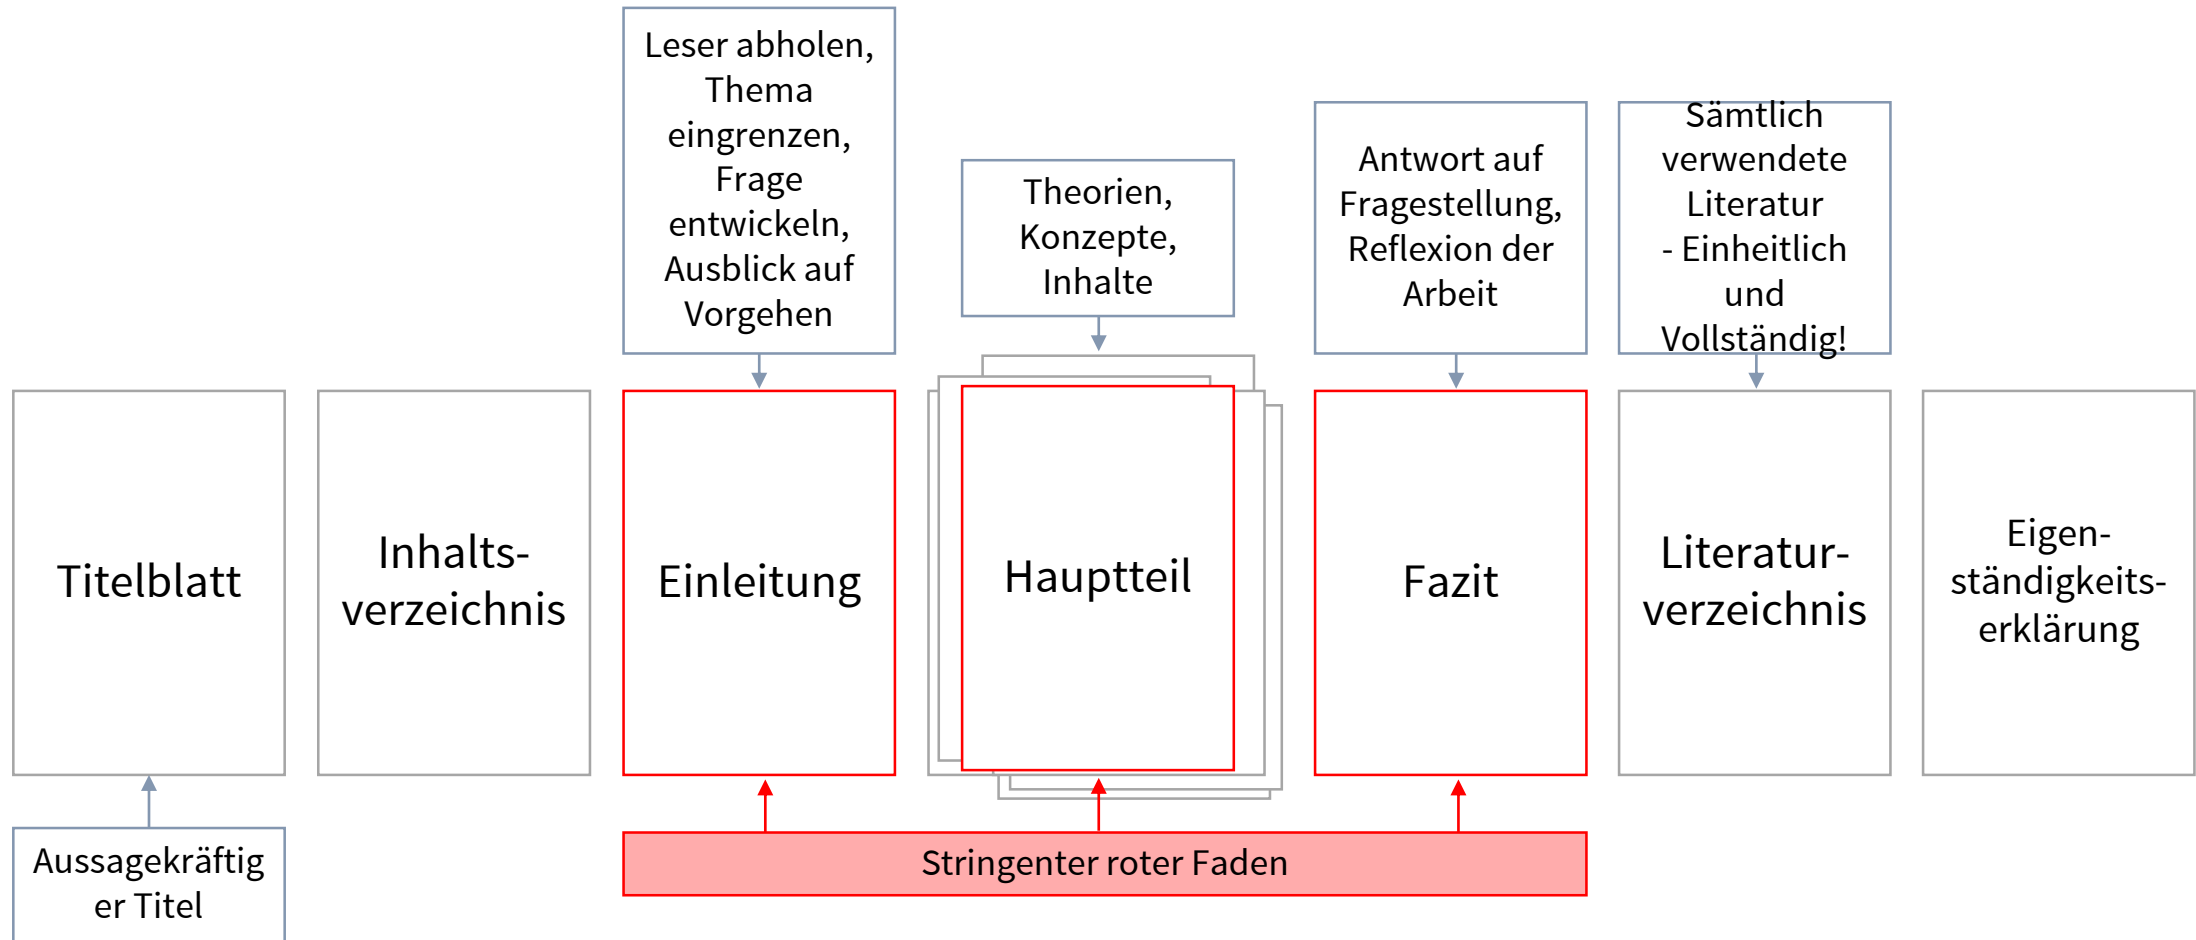 Leser abholen,
Thema
eingrenzen,
Frage
entwickeln,
Ausblick auf
Vorgehen
Theorien,
Konzepte,
Inhalte
Antwort auf
Fragestellung,
Reflexion der
Arbeit
Sämtlich
verwendete
Literatur
- Einheitlich
und
Vollständig!
Titelblatt
Inhalts-
verzeichnis
Einleitung
Hauptteil
Fazit
Literatur-
verzeichnis
Eigen-
ständigkeits-
erklärung
Aussagekräftig
er Titel
Stringenter roter Faden